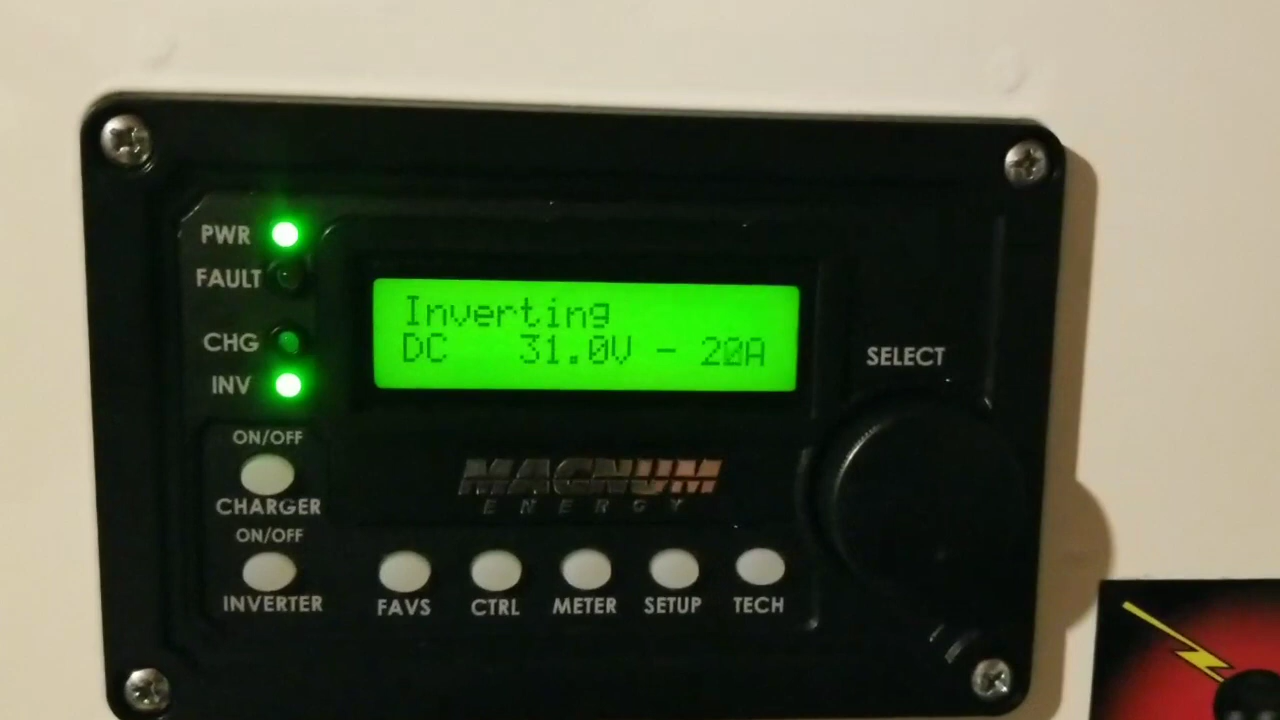 PWR
FAULT
CHG
INV
Inverting
DC 31.0V - 20A
SELECT
ON/OFF
CHARGER
ON/OFF
INVERTER
MAGNUM
ENERGY
FAVS
CTRL
METER
SETUP
TECH